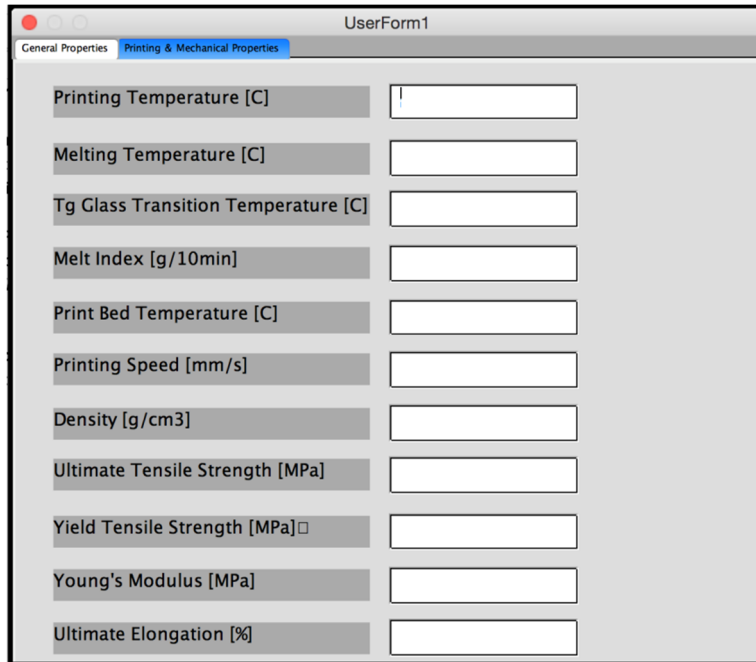 UserForm1
General Properties Printing & Mechanical Properties
Printing Temperature [C]
Melting Temperature [C]
Tg Glass Transition Temperature [C]
Melt Index [g/10min]
Print Bed Temperature [C]
Printing Speed [mm/s]
Density [g/cm3]
Ultimate Tensile Strength [MPa]
Yield Tensile Strength [MPa]□
Young's Modulus [MPa]
Ultimate Elongation [%]